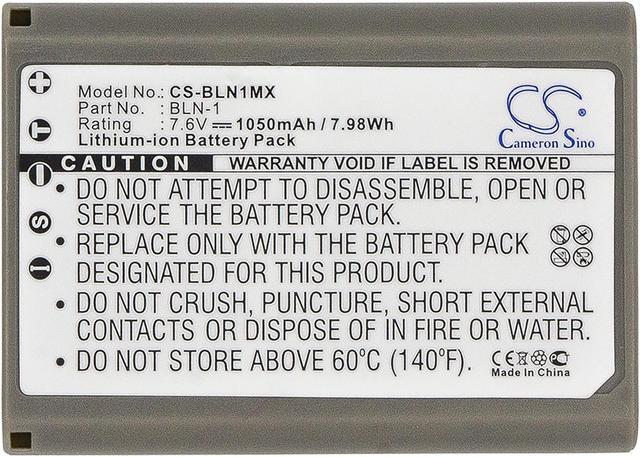 Model No.: CS-BLN1MX
Part No. : BLN-1
Rating : 7.6V 1050mAh / 7.98Wh
Lithium-ion Battery Pack
CS
Cameron Sino
CAUTION WARRANTY VOID IF LABEL IS REMOVED
• DO NOT ATTEMPT TO DISASSEMBLE, OPEN OR
SERVICE THE BATTERY PACK.
• REPLACE ONLY WITH THE BATTERY PACK
DESIGNATED FOR THIS PRODUCT.
• DO NOT CRUSH, PUNCTURE, SHORT EXTERNAL
CONTACTS OR DISPOSE OF IN FIRE OR WATER.
• DO NOT STORE ABOVE 60°C (140°F).
CE
Made In China
+ T − S I